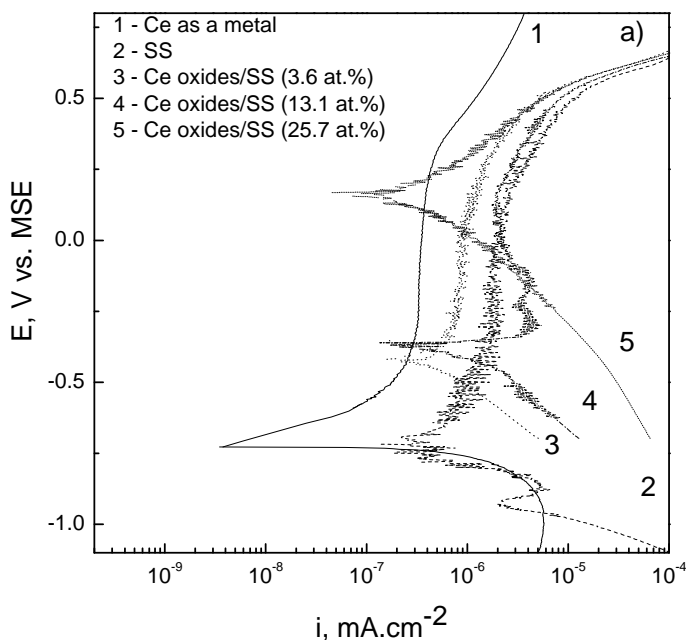 1 - Ce as a metal
2 - SS
3 - Ce oxides/SS (3.6 at.%)
4 - Ce oxides/SS (13.1 at.%)
5 - Ce oxides/SS (25.7 at.%)
1
a)
0.5
0.0
-0.5
-1.0
E, V vs. MSE
5
4
3
2
10⁻⁹ 10⁻⁸ 10⁻⁷ 10⁻⁶ 10⁻⁵ 10⁻⁴
i, mA.cm⁻²